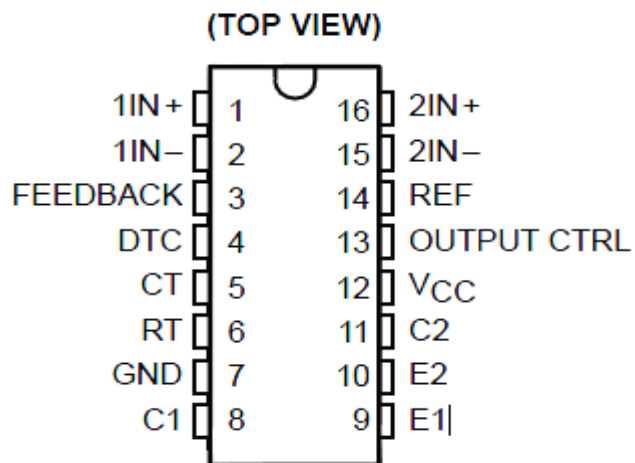 (TOP VIEW)
1IN+ 1 16 2IN+
1IN– 2 15 2IN–
FEEDBACK 3 14 REF
DTC 4 13 OUTPUT CTRL
CT 5 12 VCC
RT 6 11 C2
GND 7 10 E2
C1 8 9 E1